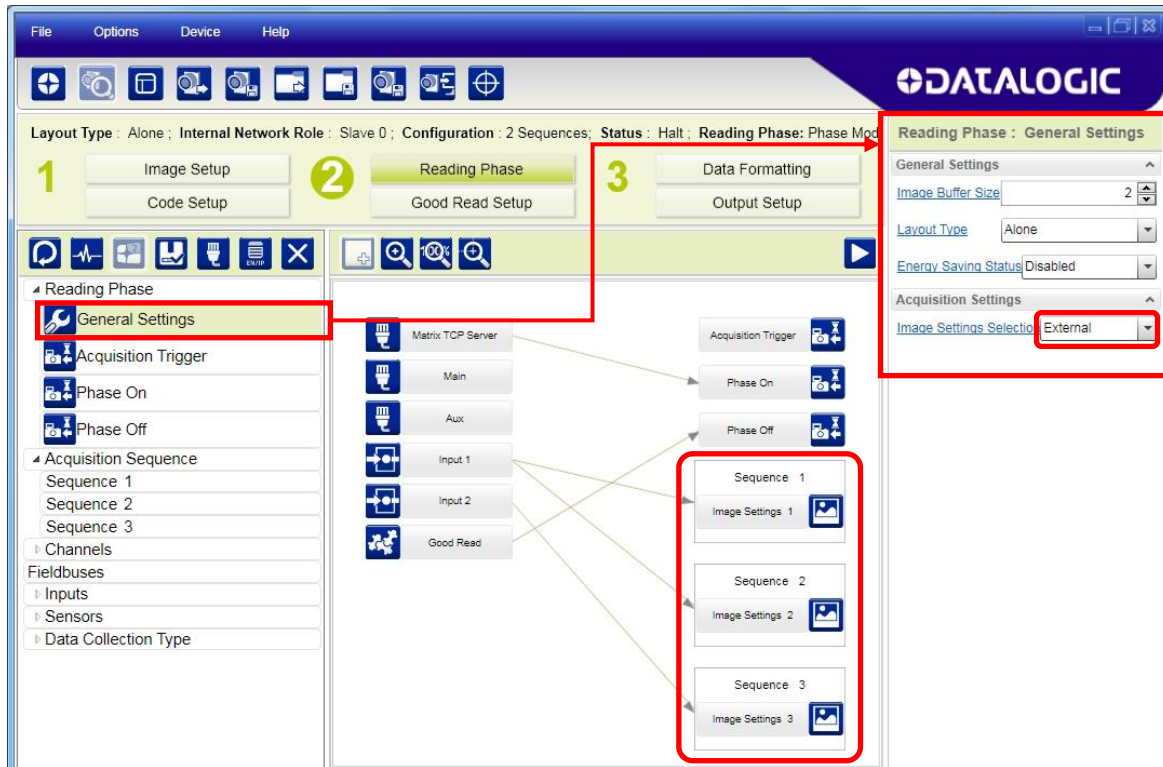 File Options Device Help
DATALOGIC
Layout Type : Alone ; Internal Network Role : Slave 0 ; Configuration : 2 Sequences; Status : Halt ; Reading Phase: Phase Mod
1
Image Setup
Code Setup
2
Reading Phase
Good Read Setup
3
Data Formatting
Output Setup
Reading Phase : General Settings
General Settings
Image Buffer Size 2
Layout Type Alone
Energy Saving Status Disabled
Acquisition Settings
Image Settings Selectio External
EN/IP
100%
Reading Phase
General Settings
Acquisition Trigger
Phase On
Phase Off
Acquisition Sequence
Sequence 1
Sequence 2
Sequence 3
Channels
Fieldbuses
Inputs
Sensors
Data Collection Type
Matrix TCP Server
Main
Aux
Input 1
Input 2
Good Read
Acquisition Trigger
Phase On
Phase Off
Sequence 1
Image Settings 1
Sequence 2
Image Settings 2
Sequence 3
Image Settings 3